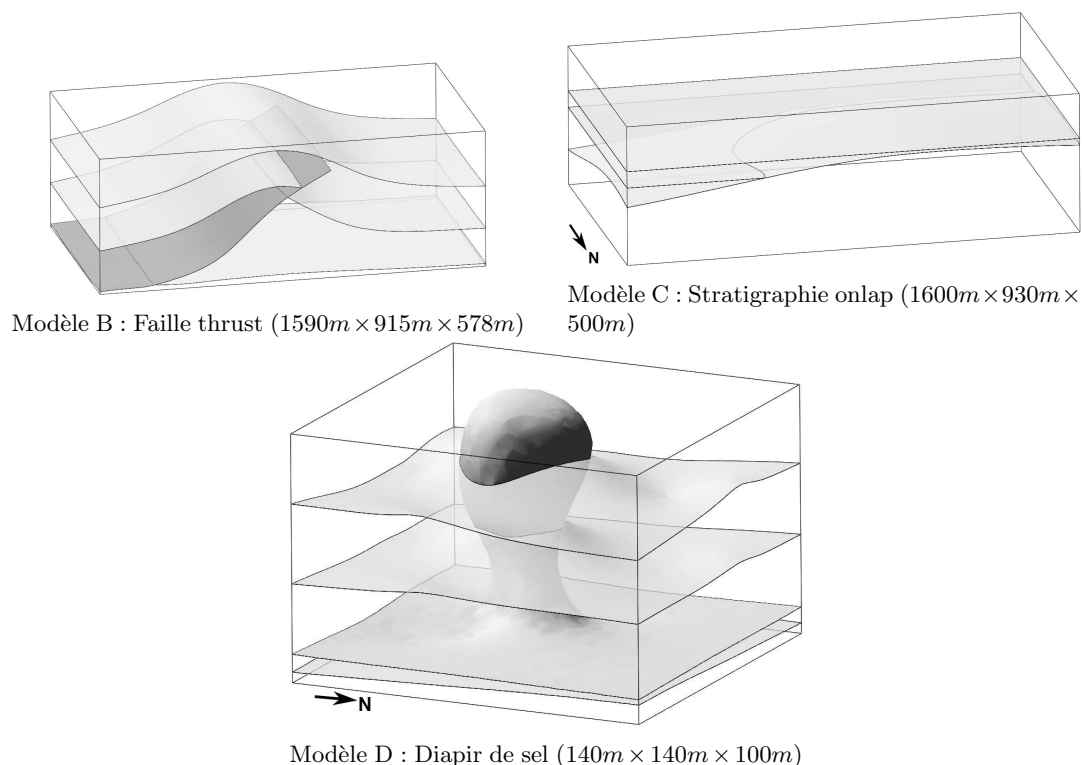 N
Modèle B : Faille thrust (1590m × 915m × 578m)
Modèle C : Stratigraphie onlap (1600m × 930m ×
500m)
N
Modèle D : Diapir de sel (140m × 140m × 100m)